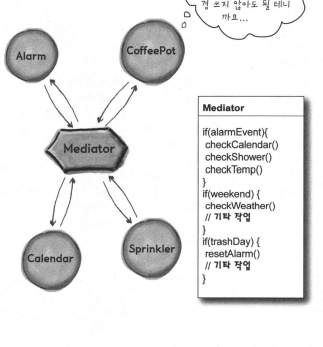 경 쓰지 않아도 될 테니
까요...
Alarm
CoffeePot
Mediator
Calendar
Sprinkler
Mediator
if(alarmEvent){
checkCalendar()
checkShower()
checkTemp()
}
if(weekend) {
checkWeather()
// 기타 작업
}
if(trashDay) {
resetAlarm()
// 기타 작업
}